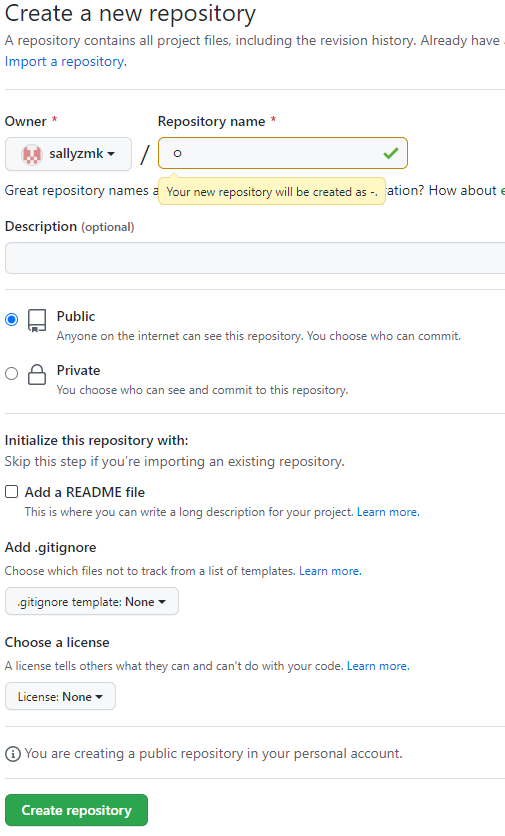 Create a new repository
A repository contains all project files, including the revision history. Already have
Import a repository.
Owner *
Repository name *
sallyzmk
/
ㅇ
Great repository names a
Your new repository will be created as -.
ation? How about e
Description (optional)
Public
Anyone on the internet can see this repository. You choose who can commit.
Private
You choose who can see and commit to this repository.
Initialize this repository with:
Skip this step if you're importing an existing repository.
Add a README file
This is where you can write a long description for your project. Learn more.
Add .gitignore
Choose which files not to track from a list of templates. Learn more.
.gitignore template: None
Choose a license
A license tells others what they can and can't do with your code. Learn more.
License: None
You are creating a public repository in your personal account.
Create repository